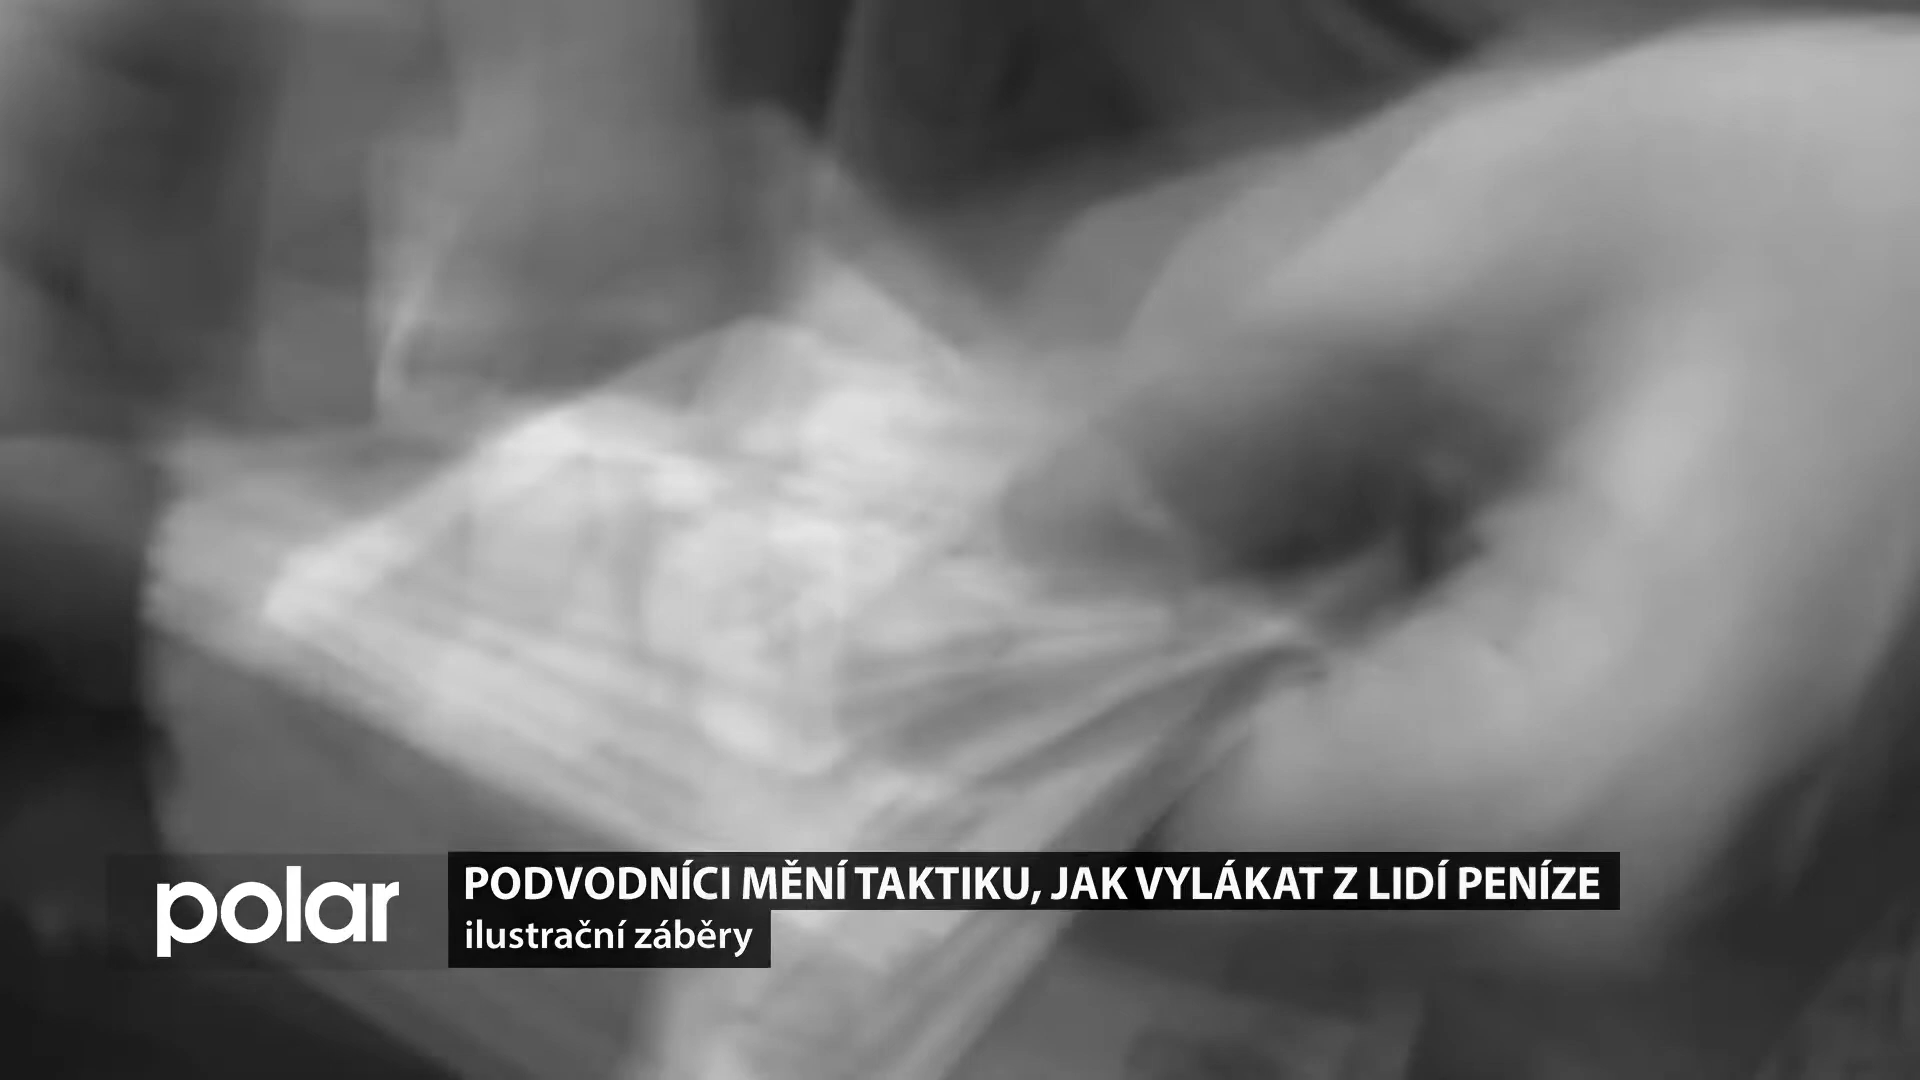 polar
PODVODNÍCI MĚNÍ TAKTIKU, JAK VYLÁKAT Z LIDÍ PENÍZE
ilustrační záběry